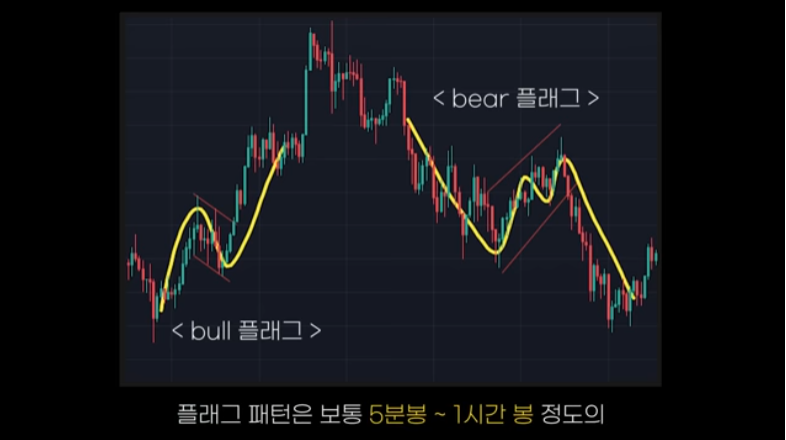 < bear 플래그 >
< bull 플래그 >
플래그 패턴은 보통 5분봉 ~ 1시간 봉 정도의